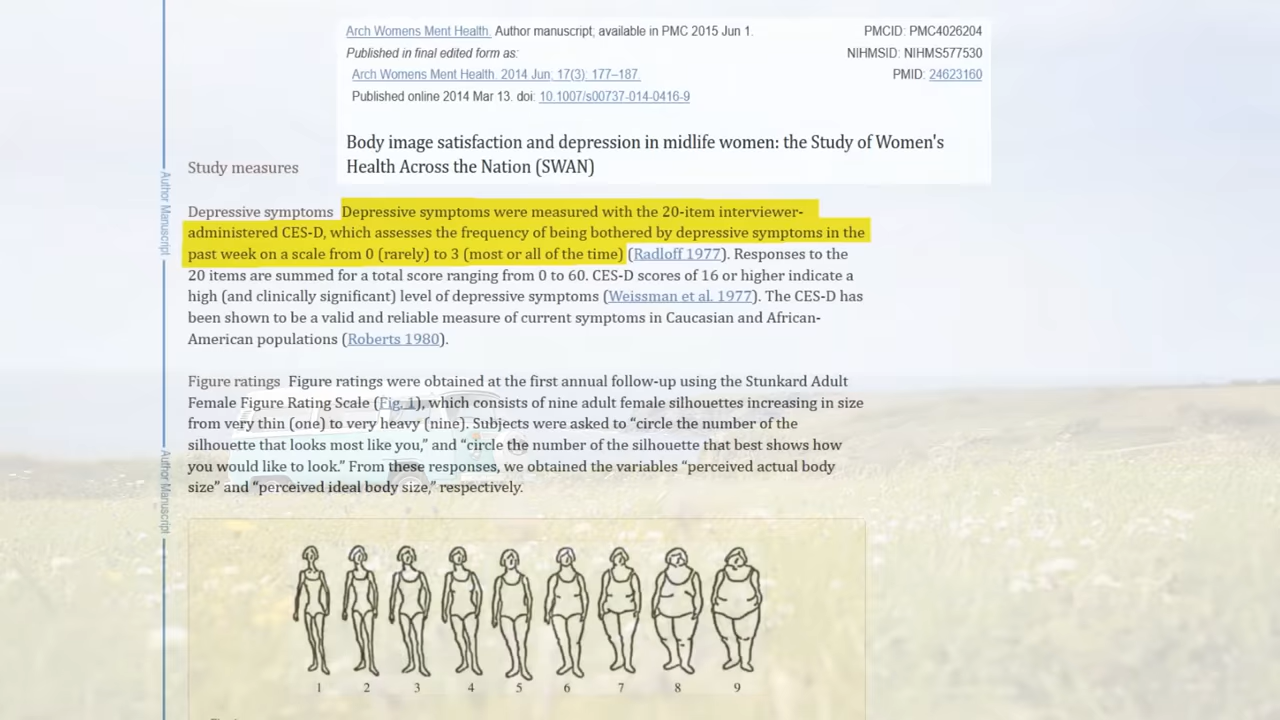 Arch Womens Ment Health. Author manuscript; available in PMC 2015 Jun 1.
Published in final edited form as:
Arch Womens Ment Health. 2014 Jun; 17(3): 177–187.
Published online 2014 Mar 13. doi: 10.1007/s00737-014-0416-9
PMCID: PMC4026204
NIHMSID: NIHMS577530
PMID: 24623160
Body image satisfaction and depression in midlife women: the Study of Women's
Health Across the Nation (SWAN)
Study measures
Author Manuscript
Depressive symptoms Depressive symptoms were measured with the 20-item interviewer-
administered CES-D, which assesses the frequency of being bothered by depressive symptoms in the
past week on a scale from 0 (rarely) to 3 (most or all of the time) (Radloff 1977). Responses to the
20 items are summed for a total score ranging from 0 to 60. CES-D scores of 16 or higher indicate a
high (and clinically significant) level of depressive symptoms (Weissman et al. 1977). The CES-D has
been shown to be a valid and reliable measure of current symptoms in Caucasian and African-
American populations (Roberts 1980).
Figure ratings Figure ratings were obtained at the first annual follow-up using the Stunkard Adult
Female Figure Rating Scale (Fig. 1), which consists of nine adult female silhouettes increasing in size
from very thin (one) to very heavy (nine). Subjects were asked to “circle the number of the
silhouette that looks most like you,” and “circle the number of the silhouette that best shows how
you would like to look.” From these responses, we obtained the variables “perceived actual body
size” and “perceived ideal body size,” respectively.
Author Manuscript
1 2 3 4 5 6 7 8 9